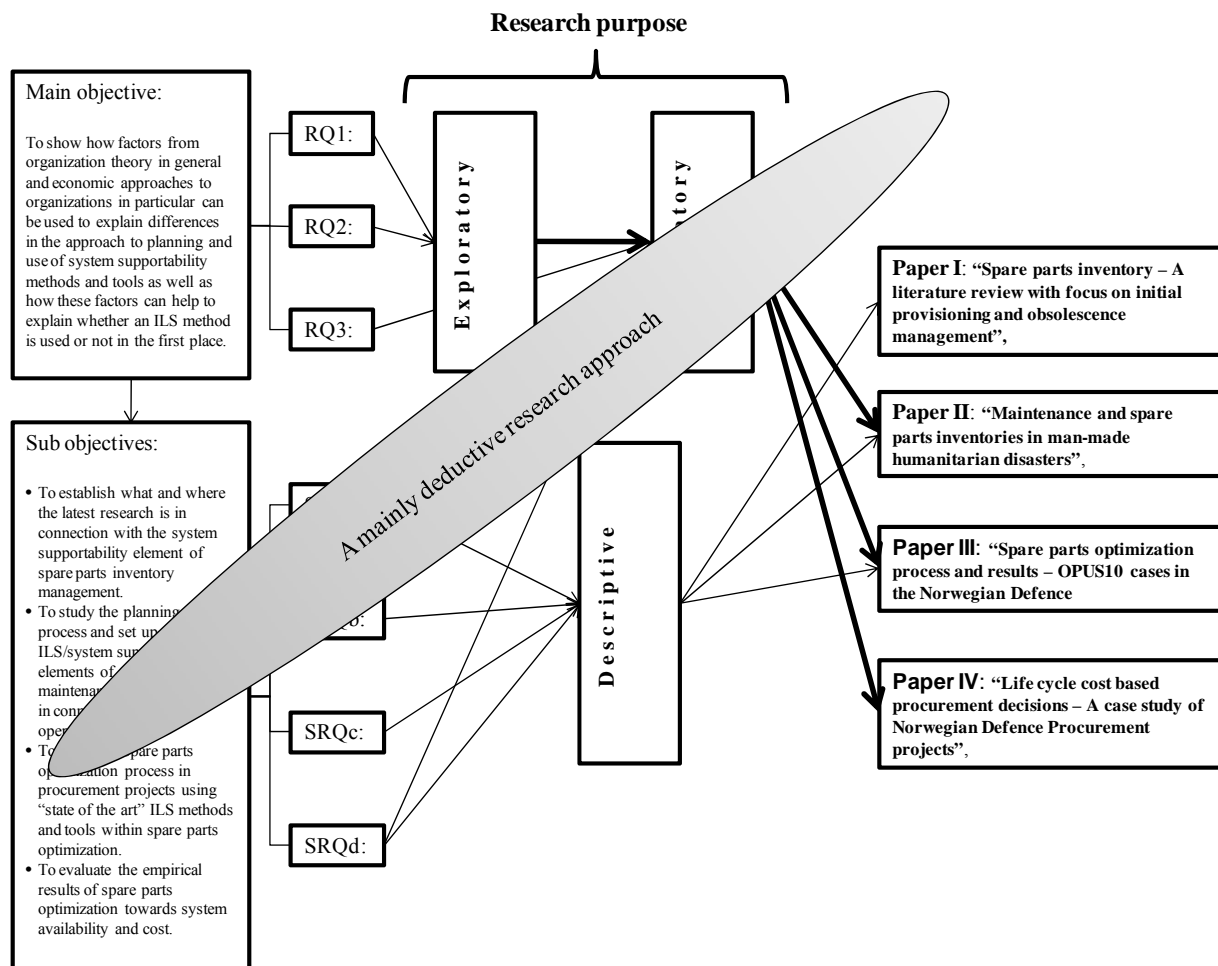 Research purpose
Main objective:
To show how factors from
organization theory in general
and economic approaches to
organizations in particular can
be used to explain differences
in the approach to planning and
use of system supportability
methods and tools as well as
how these factors can help to
explain whether an ILS method
is used or not in the first place.
Sub objectives:
• To establish what and where
the latest research is in
connection with the system
supportability element of
spare parts inventory
management.
• To study the planning
process and set up
ILS/system
elements of
in
• To
process in
procurement projects using
“state of the art” ILS methods
and tools within spare parts
optimization.
• To evaluate the empirical
results of spare parts
optimization towards system
availability and cost.
RQ1:
RQ2:
RQ3:
SRQc:
SRQd:
Exploratory
Descriptive
A mainly deductive research approach
Paper I: “Spare parts inventory – A
literature review with focus on initial
provisioning and obsolescence
management”,
Paper II: “Maintenance and spare
parts inventories in man-made
humanitarian disasters”,
Paper III: “Spare parts optimization
process and results – OPUS10 cases in
the Norwegian Defence
Paper IV: “Life cycle cost based
procurement decisions – A case study of
Norwegian Defence Procurement
projects”,